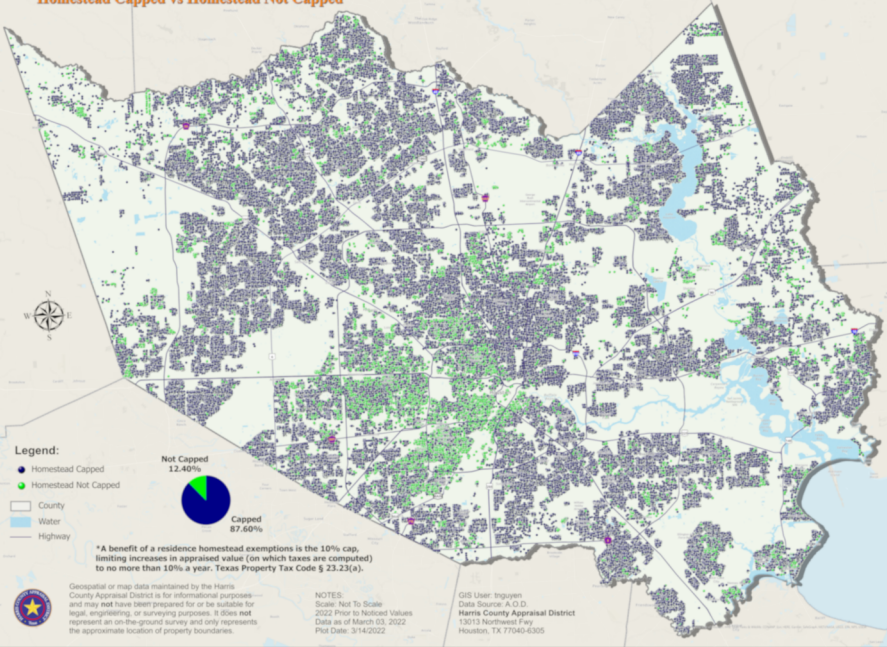 Homestead Capped vs Homestead Not Capped
N
W E
S
Legend:
Homestead Capped
Homestead Not Capped
County
Water
Highway
Not Capped
12.40%
Capped
87.60%
*A benefit of a residence homestead exemptions is the 10% cap,
limiting increases in appraised value (on which taxes are computed)
to no more than 10% a year. Texas Property Tax Code § 23.23(a).
Geospatial or map data maintained by the Harris
County Appraisal District is for informational purposes
and may not have been prepared for or be suitable for
legal, engineering, or surveying purposes. It does not
represent an on-the-ground survey and only represents
the approximate location of property boundaries.
NOTES:
Scale: Not To Scale
2022 Prior to Noticed Values
Data as of March 03, 2022
Plot Date: 3/14/2022
GIS User: tnguyen
Data Source: A.O.D.
Harris County Appraisal District
13013 Northwest Fwy
Houston, TX 77040-6305